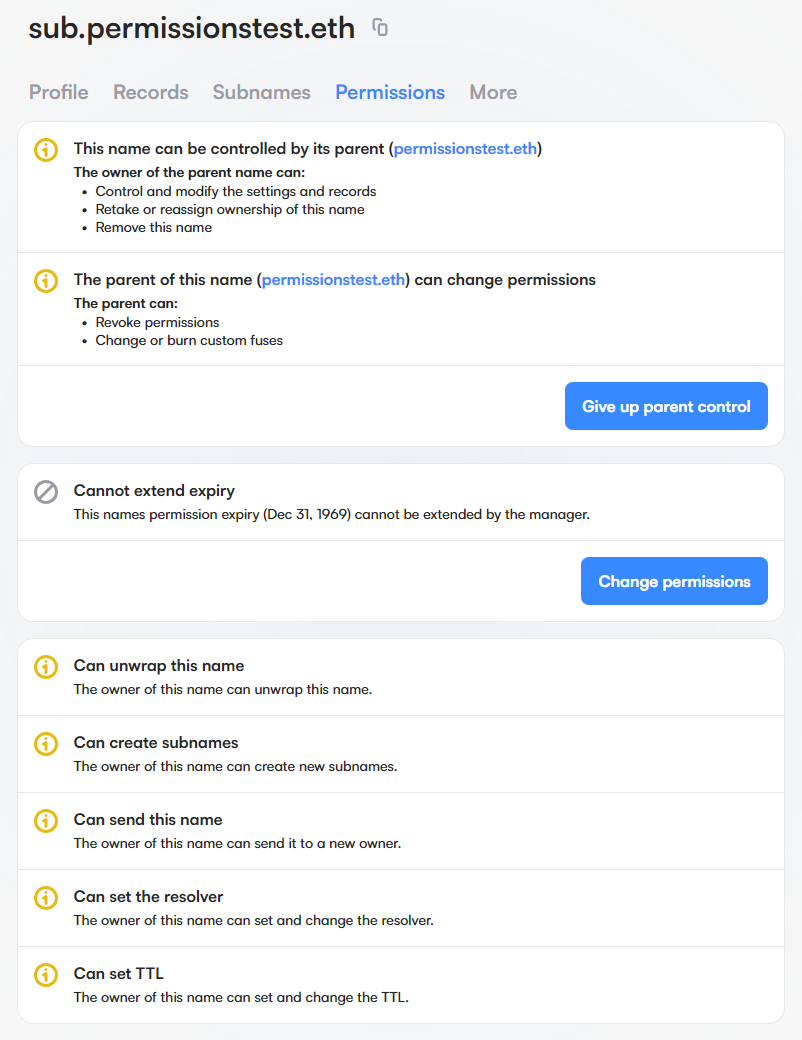 sub.permissionstest.eth
Profile Records Subnames Permissions More
This name can be controlled by its parent (permissionstest.eth)
The owner of the parent name can:
• Control and modify the settings and records
• Retake or reassign ownership of this name
• Remove this name
The parent of this name (permissionstest.eth) can change permissions
The parent can:
• Revoke permissions
• Change or burn custom fuses
Give up parent control
Cannot extend expiry
This names permission expiry (Dec 31, 1969) cannot be extended by the manager.
Change permissions
Can unwrap this name
The owner of this name can unwrap this name.
Can create subnames
The owner of this name can create new subnames.
Can send this name
The owner of this name can send it to a new owner.
Can set the resolver
The owner of this name can set and change the resolver.
Can set TTL
The owner of this name can set and change the TTL.